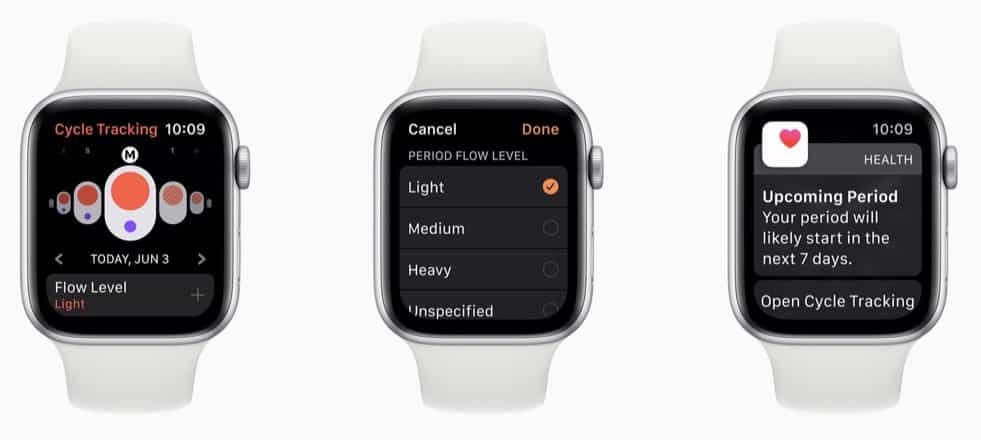 Cycle Tracking 10:09
S M T
< TODAY, JUN 3 >
Flow Level +
Light
Cancel Done
PERIOD FLOW LEVEL
Light
Medium
Heavy
Unspecified
10:09
HEALTH
Upcoming Period
Your period will
likely start in the
next 7 days.
Open Cycle Tracking